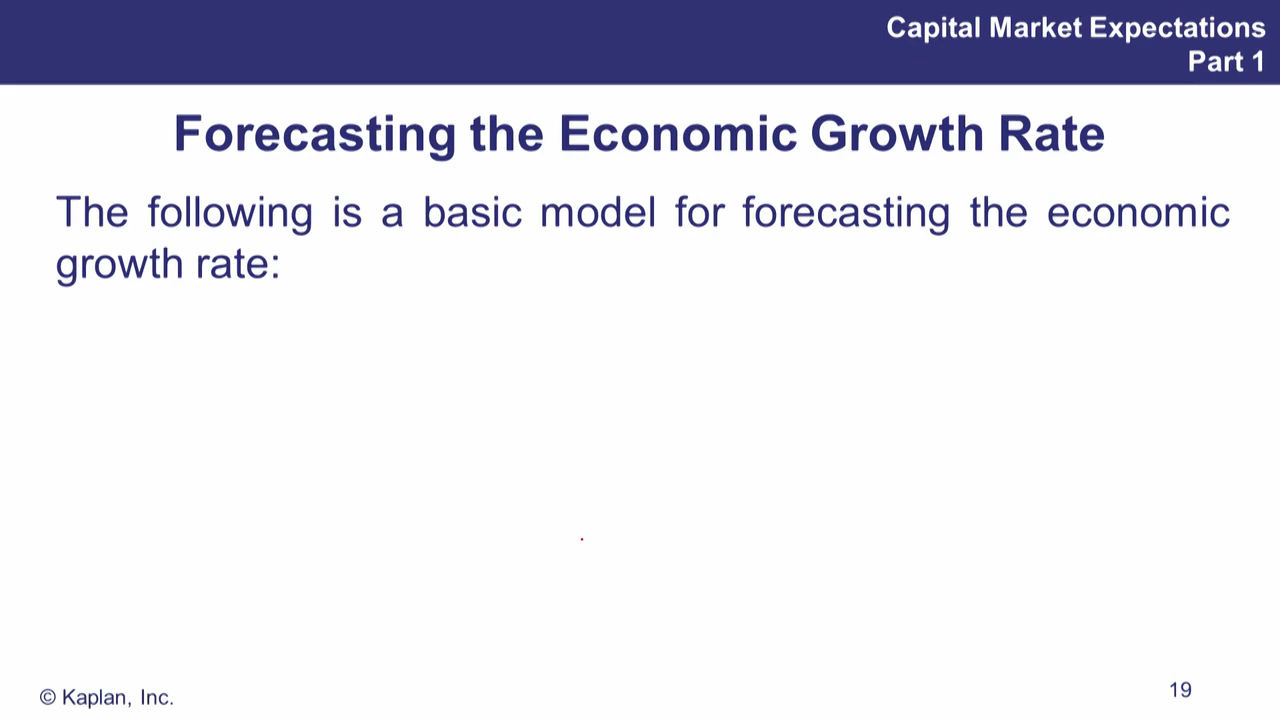 Capital Market Expectations
Part 1
Forecasting the Economic Growth Rate
The following is a basic model for forecasting the economic
growth rate:
© Kaplan, Inc.
19